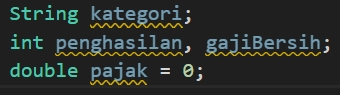 String kategori;
int penghasilan, gajiBersih;
double pajak = 0;